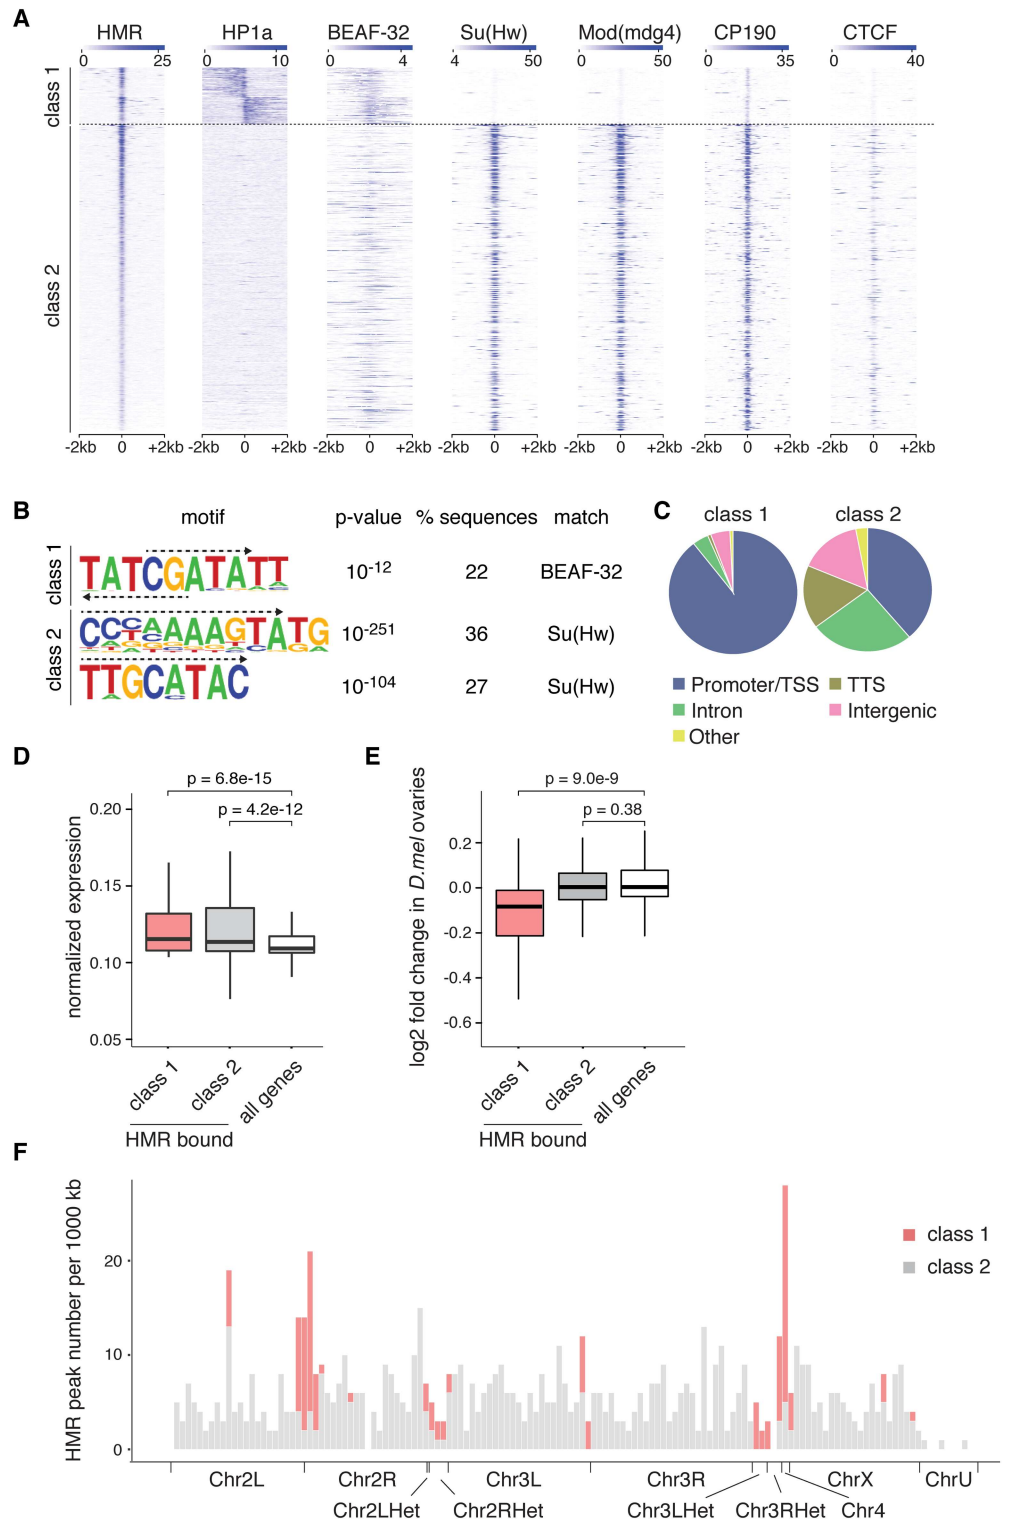 A
HMR HP1a BEAF-32 Su(Hw) Mod(mdg4) CP190 CTCF
0 25 0 10 0 4 4 50 0 50 0 35 0 40
class 1
class 2
-2kb 0 +2kb -2kb 0 +2kb -2kb 0 +2kb -2kb 0 +2kb -2kb 0 +2kb -2kb 0 +2kb -2kb 0 +2kb
B
motif p-value % sequences match
class 1
TATCGATATT 10-12 22 BEAF-32
class 2
CCCAAAAGTATG 10-251 36 Su(Hw)
TTGCATAC 10-104 27 Su(Hw)
C
class 1 class 2
Promoter/TSS TTS
Intron Intergenic
Other
D
p = 6.8e-15
p = 4.2e-12
normalized expression
0.20
0.15
0.10
0.05
class 1 class 2 all genes
HMR bound
E
p = 9.0e-9
p = 0.38
log2 fold change in D.mel ovaries
0.2
0.0
-0.2
-0.4
-0.6
class 1 class 2 all genes
HMR bound
F
HMR peak number per 1000 kb
20
10
0
class 1
class 2
Chr2L Chr2R Chr3L Chr3R ChrX ChrU
Chr2LHet Chr2RHet Chr3LHet Chr3RHet Chr4